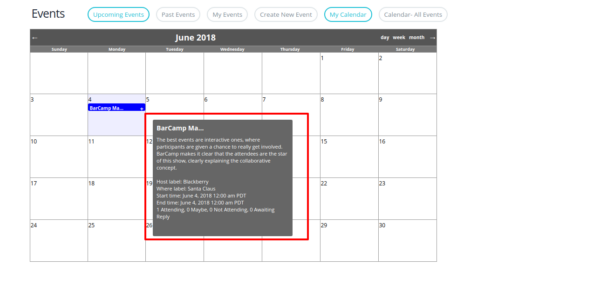 Events Upcoming Events Past Events My Events Create New Event My Calendar Calendar- All Events
← June 2018 day week month →
Sunday Monday Tuesday Wednesday Thursday Friday Saturday
1 2
3 4 5 6 7 8 9
BarCamp Ma...
BarCamp Ma...
The best events are interactive ones, where
participants are given a chance to really get involved.
BarCamp makes it clear that the attendees are the star
of this show, clearly explaining the collaborative
concept.
10 11 12 15 16
Host label: Blackberry
Where label: Santa Claus
Start time: June 4, 2018 12:00 am PDT
End time: June 4, 2018 12:00 am PDT
1 Attending, 0 Maybe, 0 Not Attending, 0 Awaiting
Reply
17 18 19 22 23
24 25 26 27 28 29 30